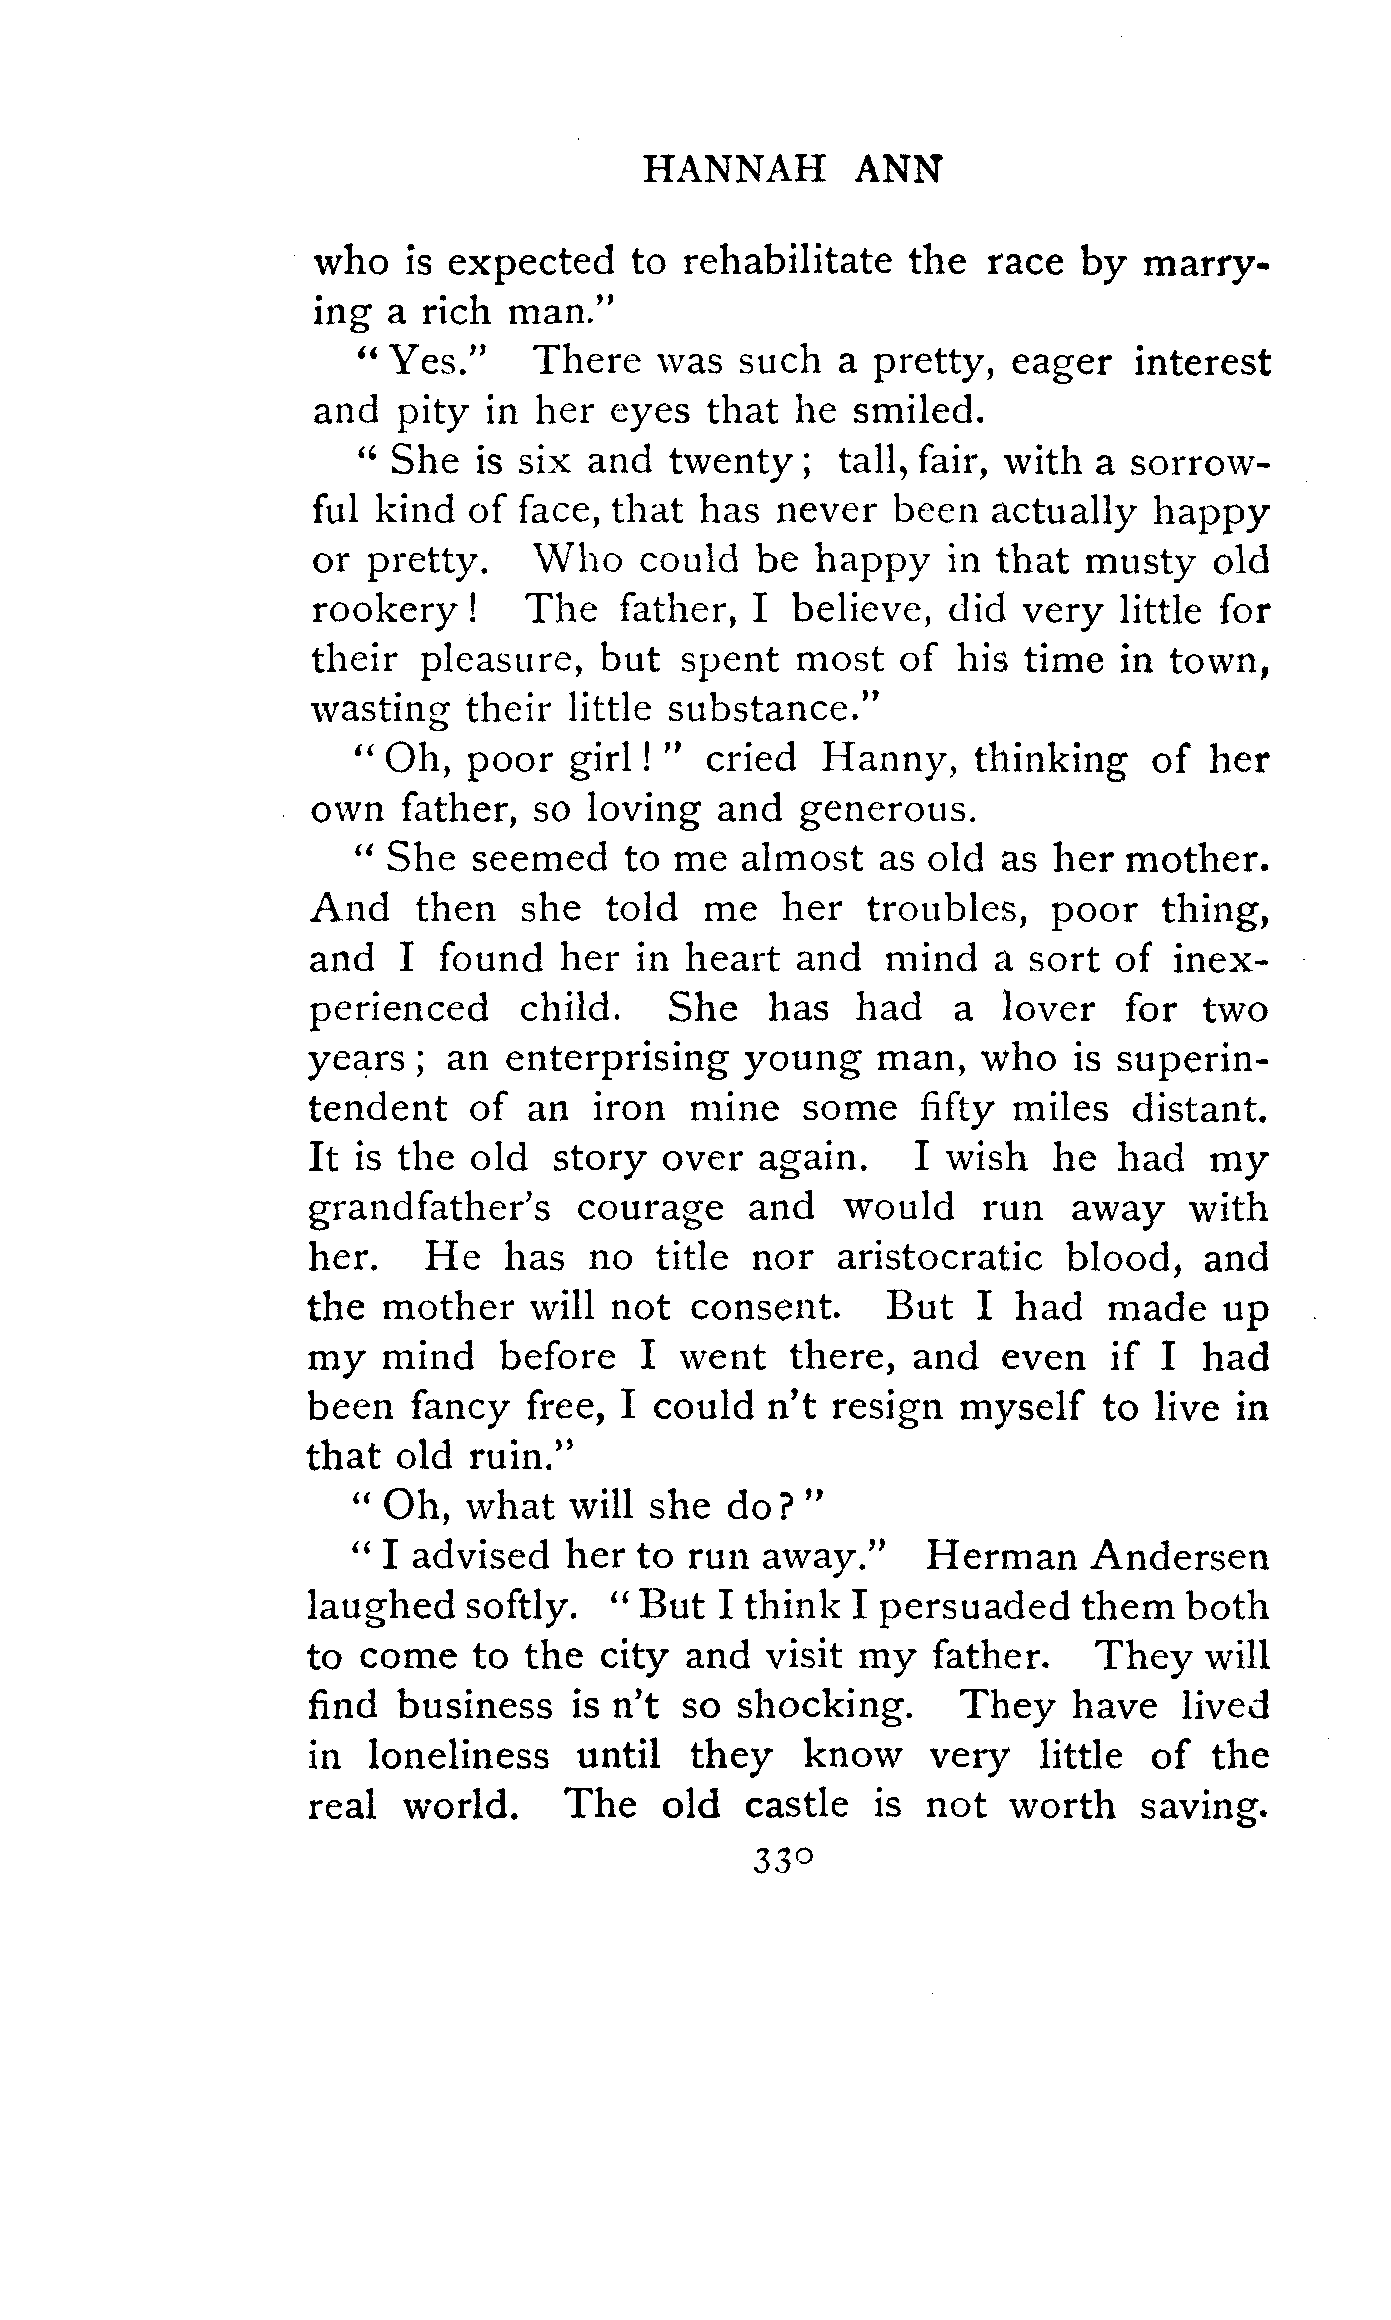 HANNAH ANN
who is expected to rehabilitate the race by marry-
ing a rich man."
"Yes." There was such a pretty, eager interest
and pity in her eyes that he smiled.
"She is six and twenty; tall, fair, with a sorrow-
ful kind of face, that has never been actually happy
or pretty. Who could be happy in that musty old
rookery! The father, I believe, did very little for
their pleasure, but spent most of his time in town,
wasting their little substance."
"Oh, poor girl!" cried Hanny, thinking of her
own father, so loving and generous.
"She seemed to me almost as old as her mother.
And then she told me her troubles, poor thing,
and I found her in heart and mind a sort of inex-
perienced child. She has had a lover for two
years; an enterprising young man, who is superin-
tendent of an iron mine some fifty miles distant.
It is the old story over again. I wish he had my
grandfather's courage and would run away with
her. He has no title nor aristocratic blood, and
the mother will not consent. But I had made up
my mind before I went there, and even if I had
been fancy free, I could n't resign myself to live in
that old ruin."
"Oh, what will she do?"
"I advised her to run away." Herman Andersen
laughed softly. "But I think I persuaded them both
to come to the city and visit my father. They will
find business is n't so shocking. They have lived
in loneliness until they know very little of the
real world. The old castle is not worth saving.
330